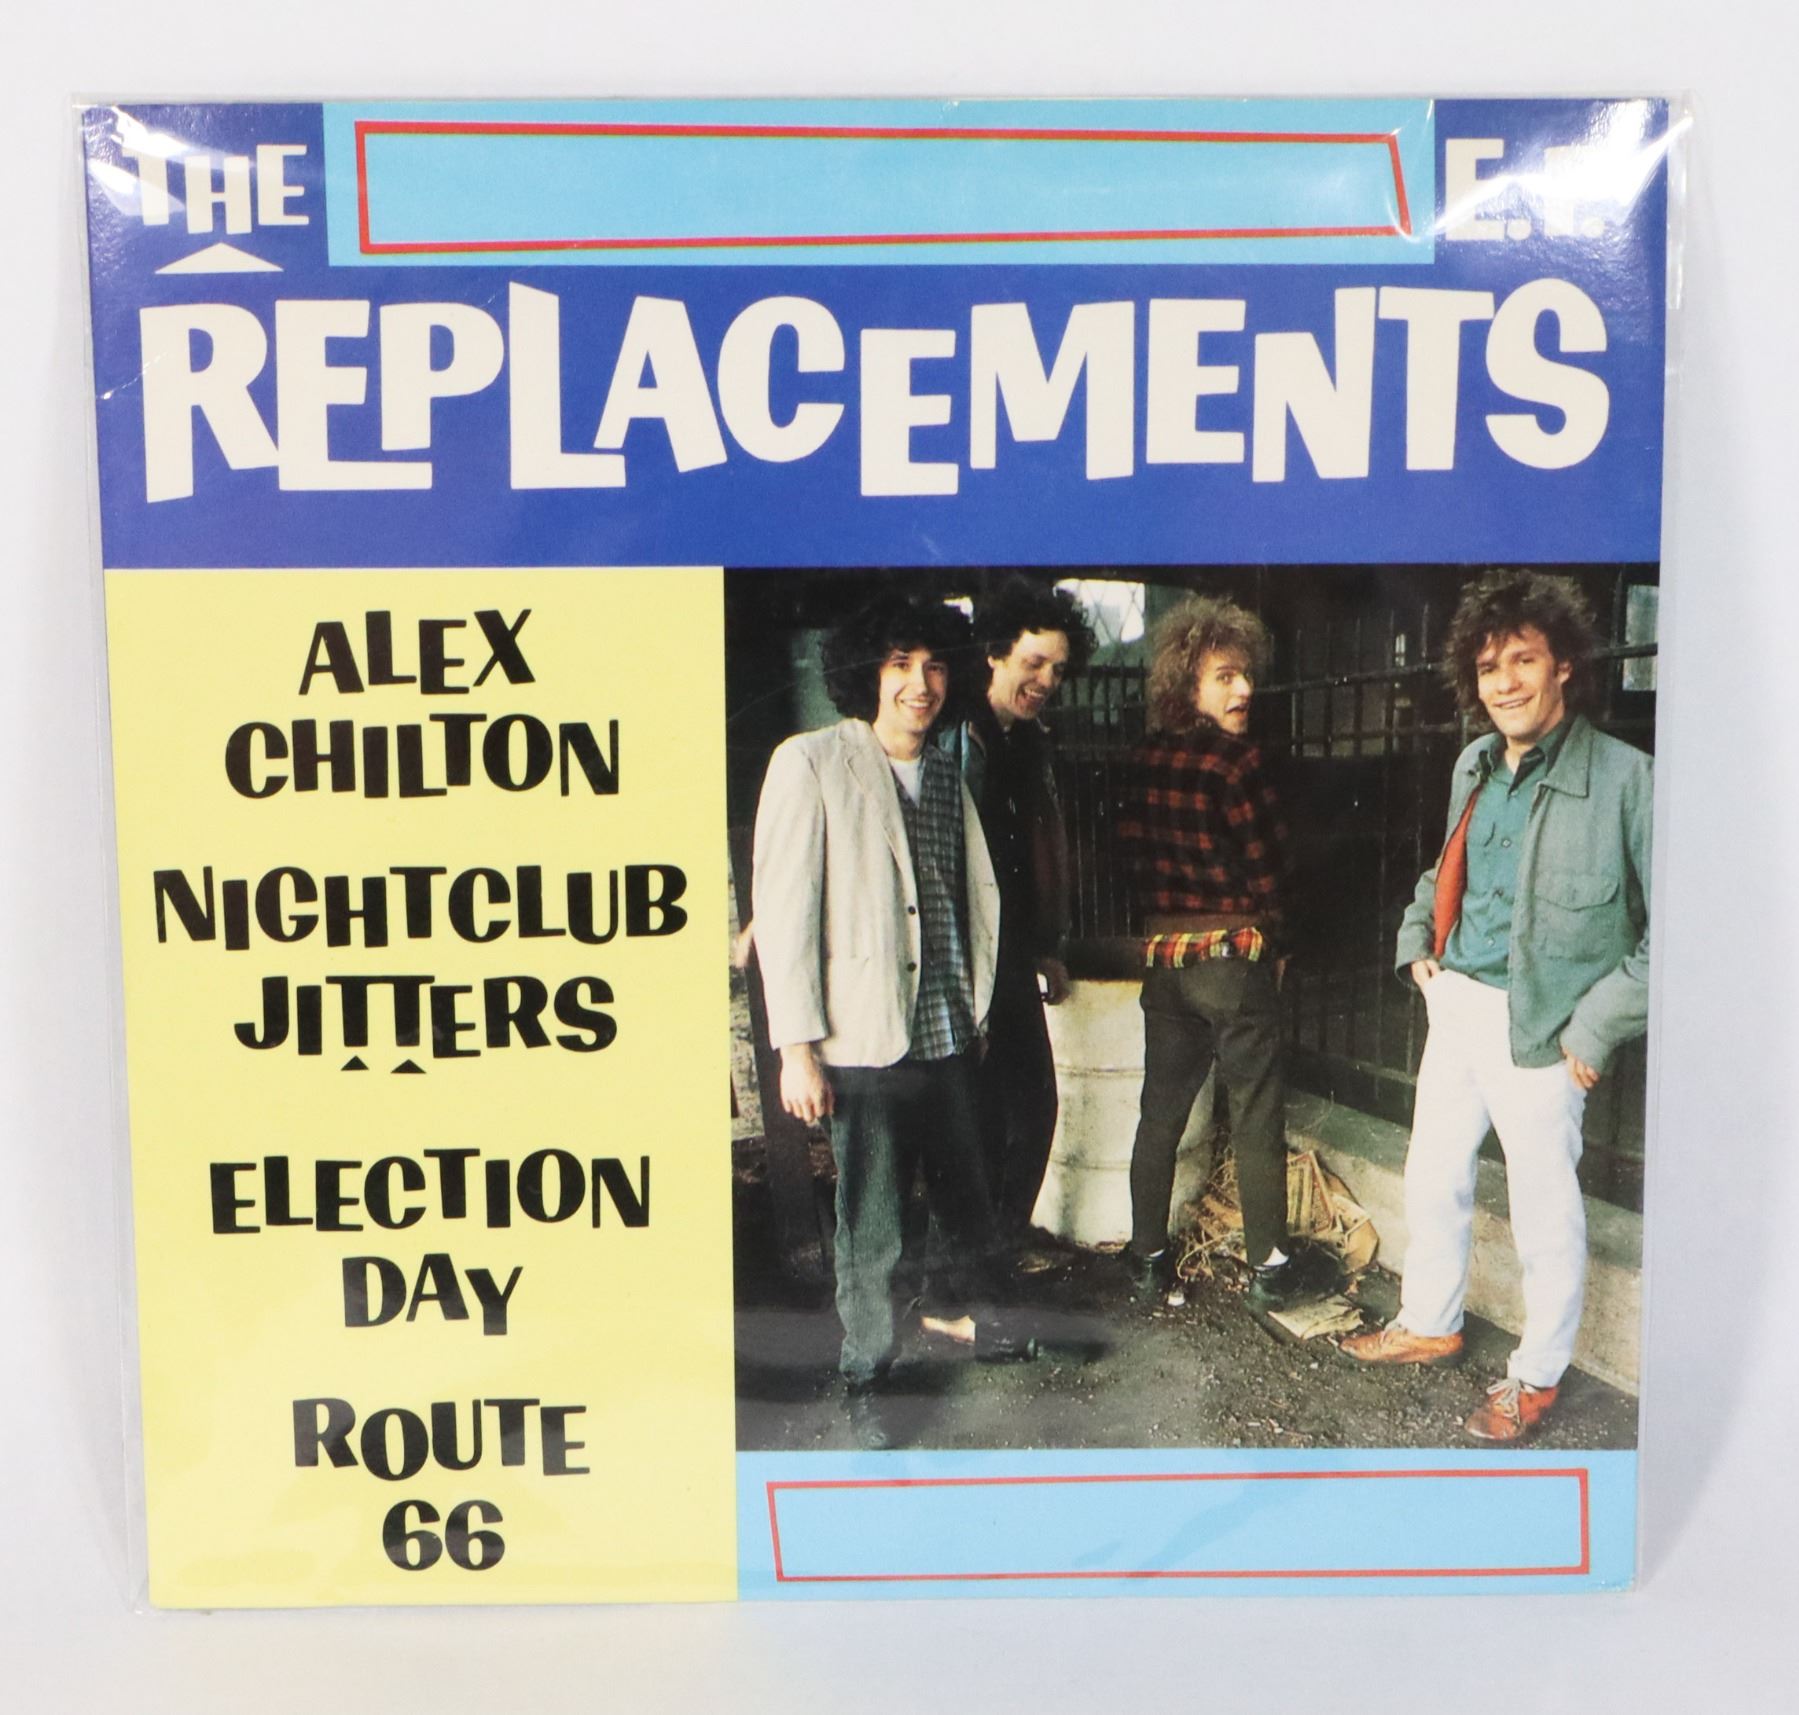 THE
E.P.
REPLACEMENTS
ALEX
CHILTON
NIGHTCLUB
JITTERS
ELECTION
DAY
ROUTE
66